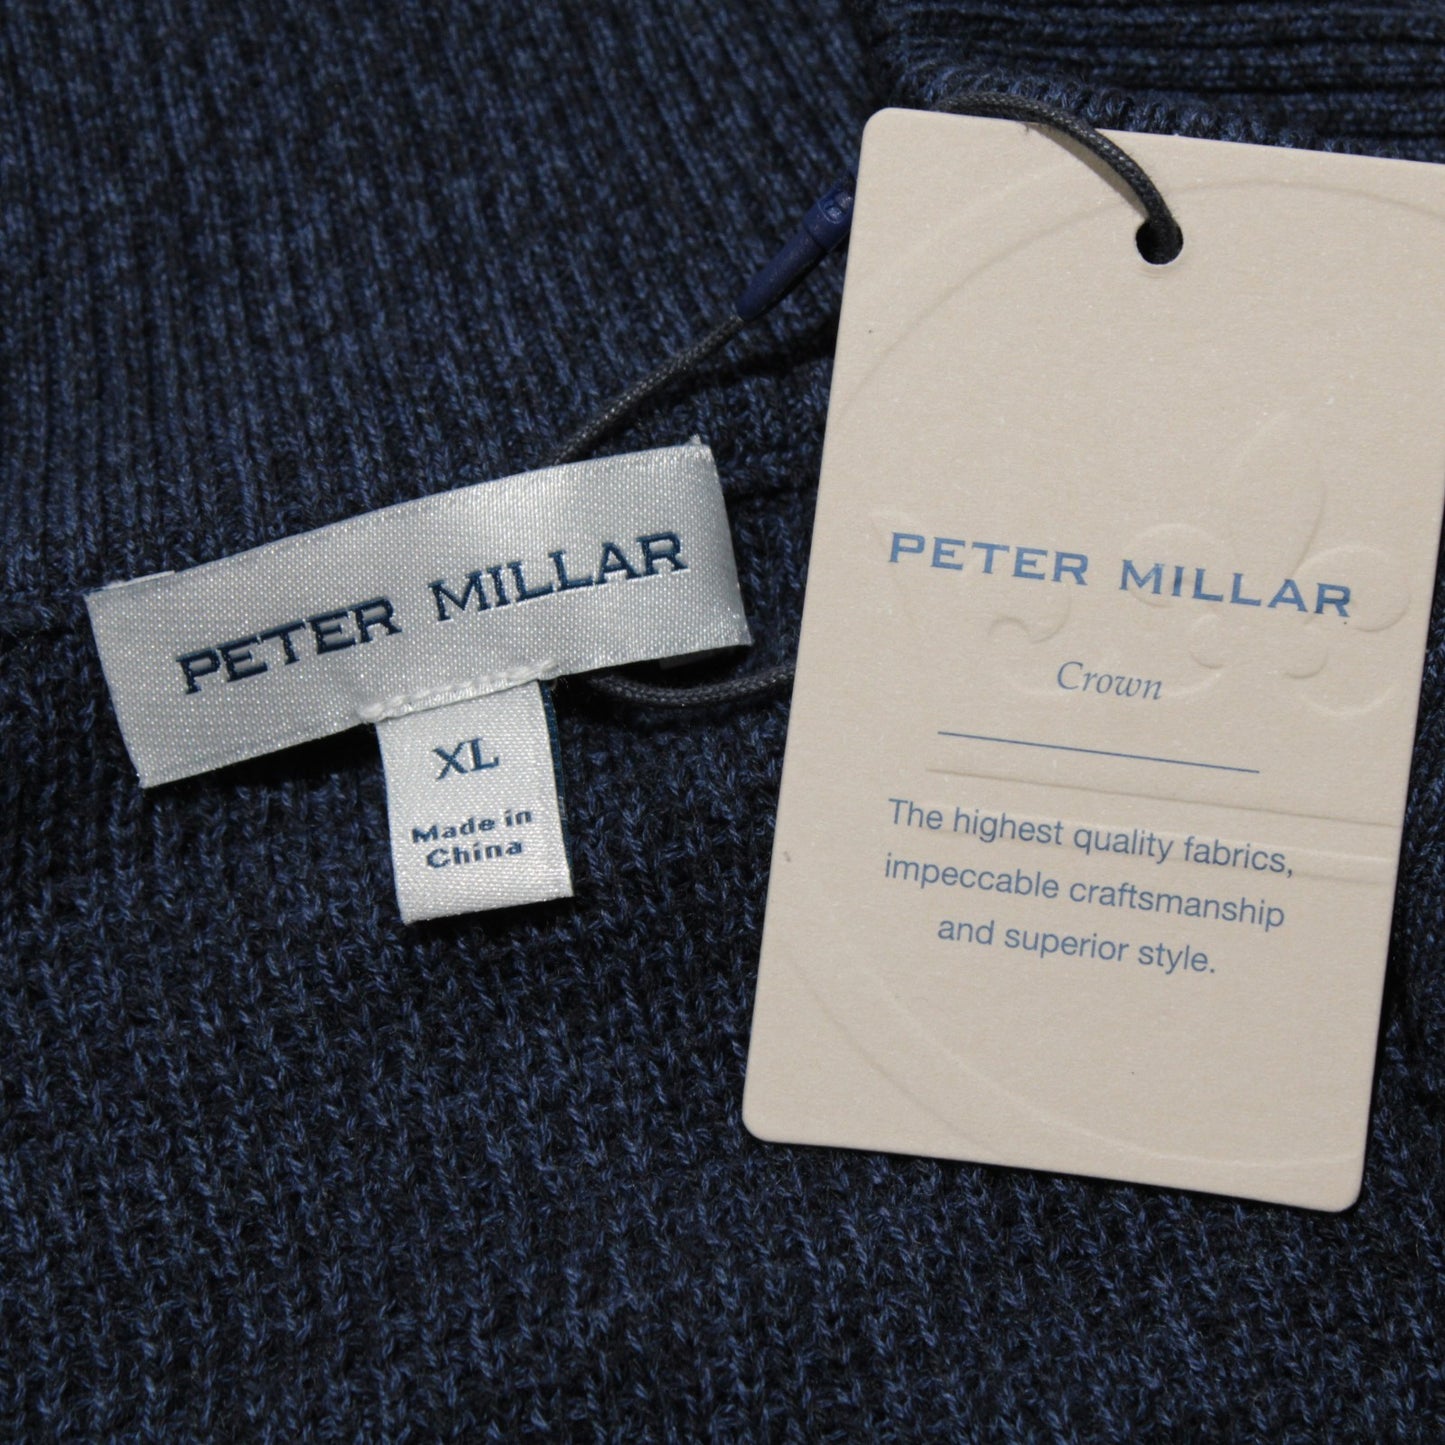 PETER MILLAR
XL
Made in
China
PETER MILLAR
Crown
The highest quality fabrics,
impeccable craftsmanship
and superior style.